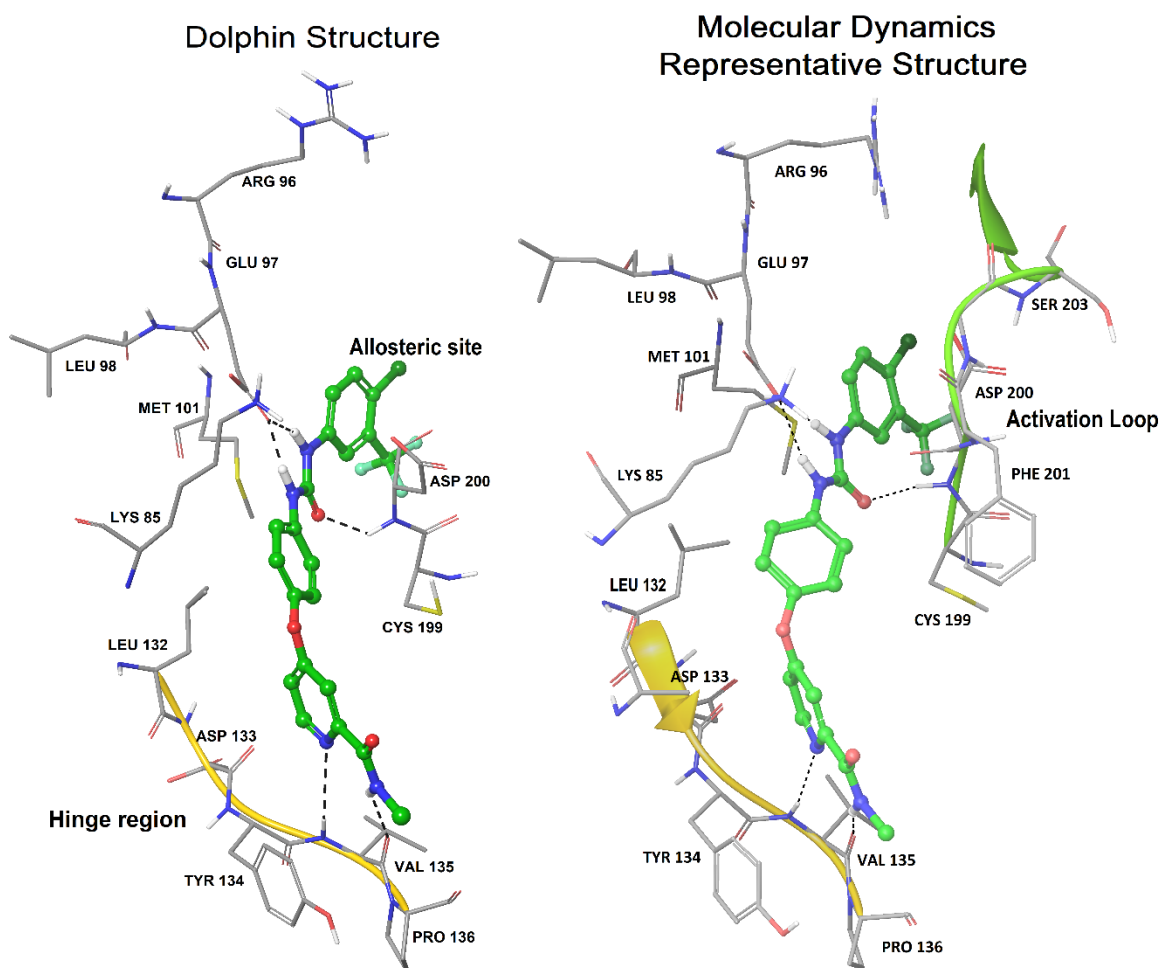 Dolphin Structure
ARG 96
GLU 97
LEU 98
Allosteric site
MET 101
ASP 200
LYS 85
CYS 199
LEU 132
ASP 133
Hinge region
TYR 134
VAL 135
PRO 136
Molecular Dynamics
Representative Structure
ARG 96
GLU 97
LEU 98
SER 203
MET 101
ASP 200
Activation Loop
PHE 201
LYS 85
LEU 132
CYS 199
ASP 133
VAL 135
TYR 134
PRO 136